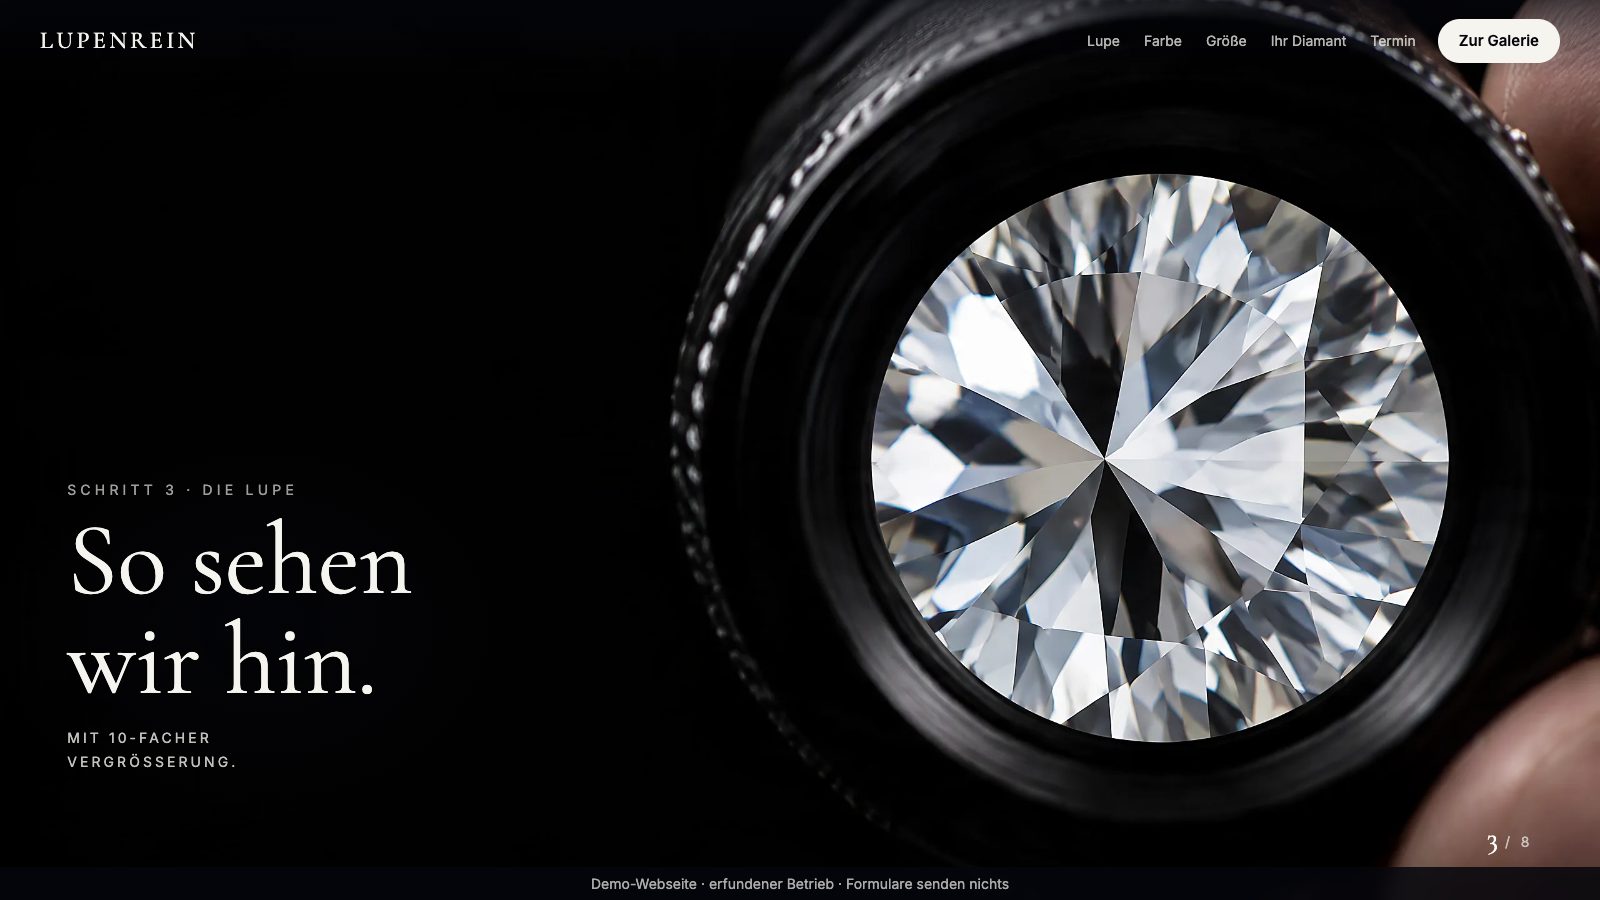 LUPENREIN
Lupe Farbe Größe Ihr Diamant Termin Zur Galerie
SCHRITT 3 · DIE LUPE
So sehen
wir hin.
MIT 10-FACHER
VERGRÖSSERUNG.
3 / 8
Demo-Webseite · erfundener Betrieb · Formulare senden nichts